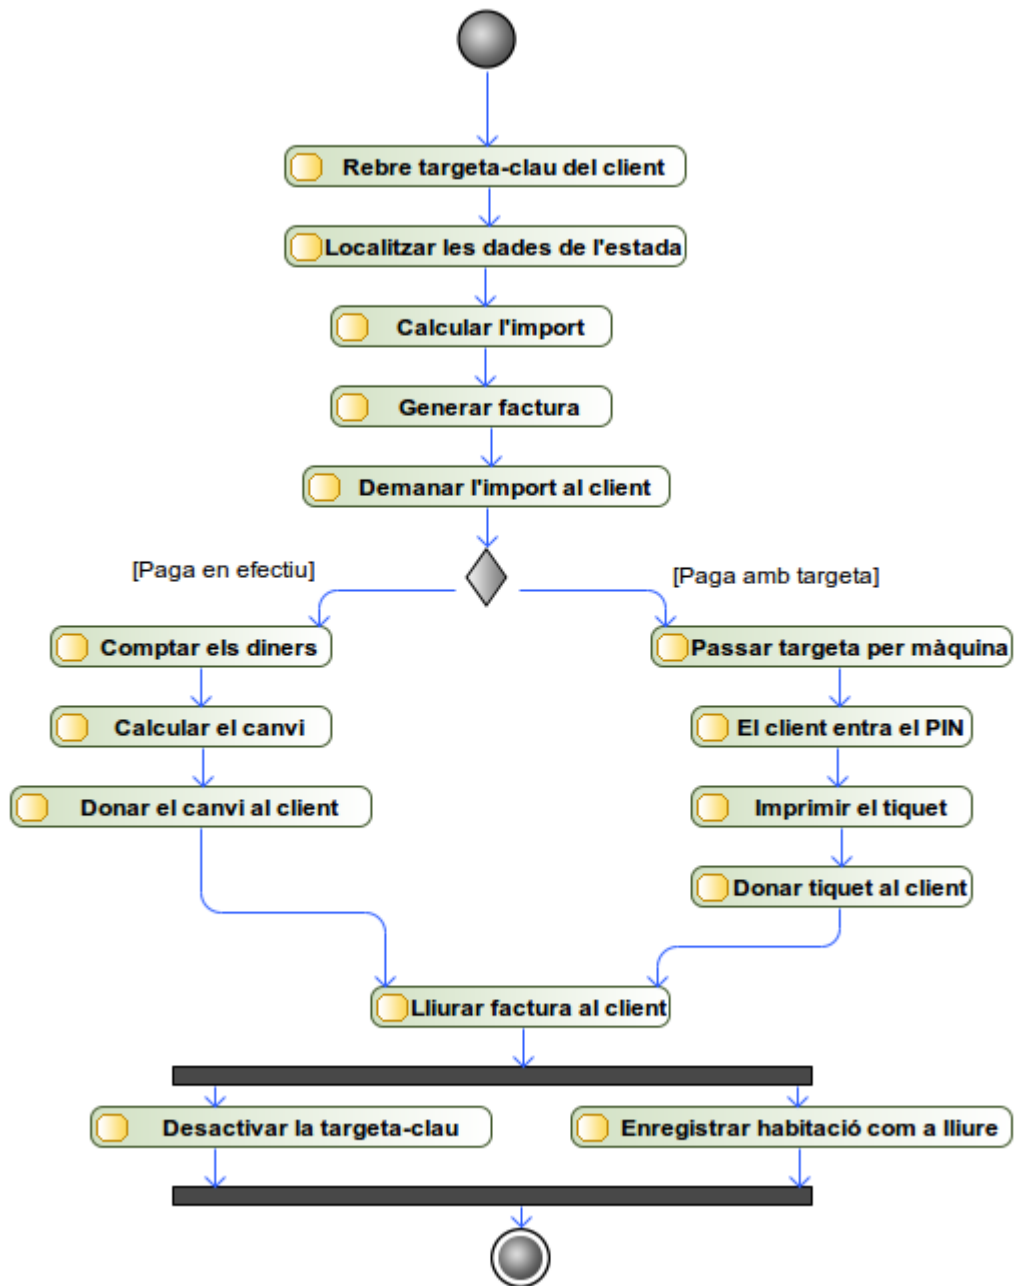 Rebre targeta-clau del client
Localitzar les dades de l'estada
Calcular l'import
Generar factura
Demanar l'import al client
[Paga en efectiu]
[Paga amb targeta]
Comptar els diners
Passar targeta per màquina
Calcular el canvi
El client entra el PIN
Donar el canvi al client
Imprimir el tiquet
Donar tiquet al client
Lliurar factura al client
Desactivar la targeta-clau
Enregistrar habitació com a lliure